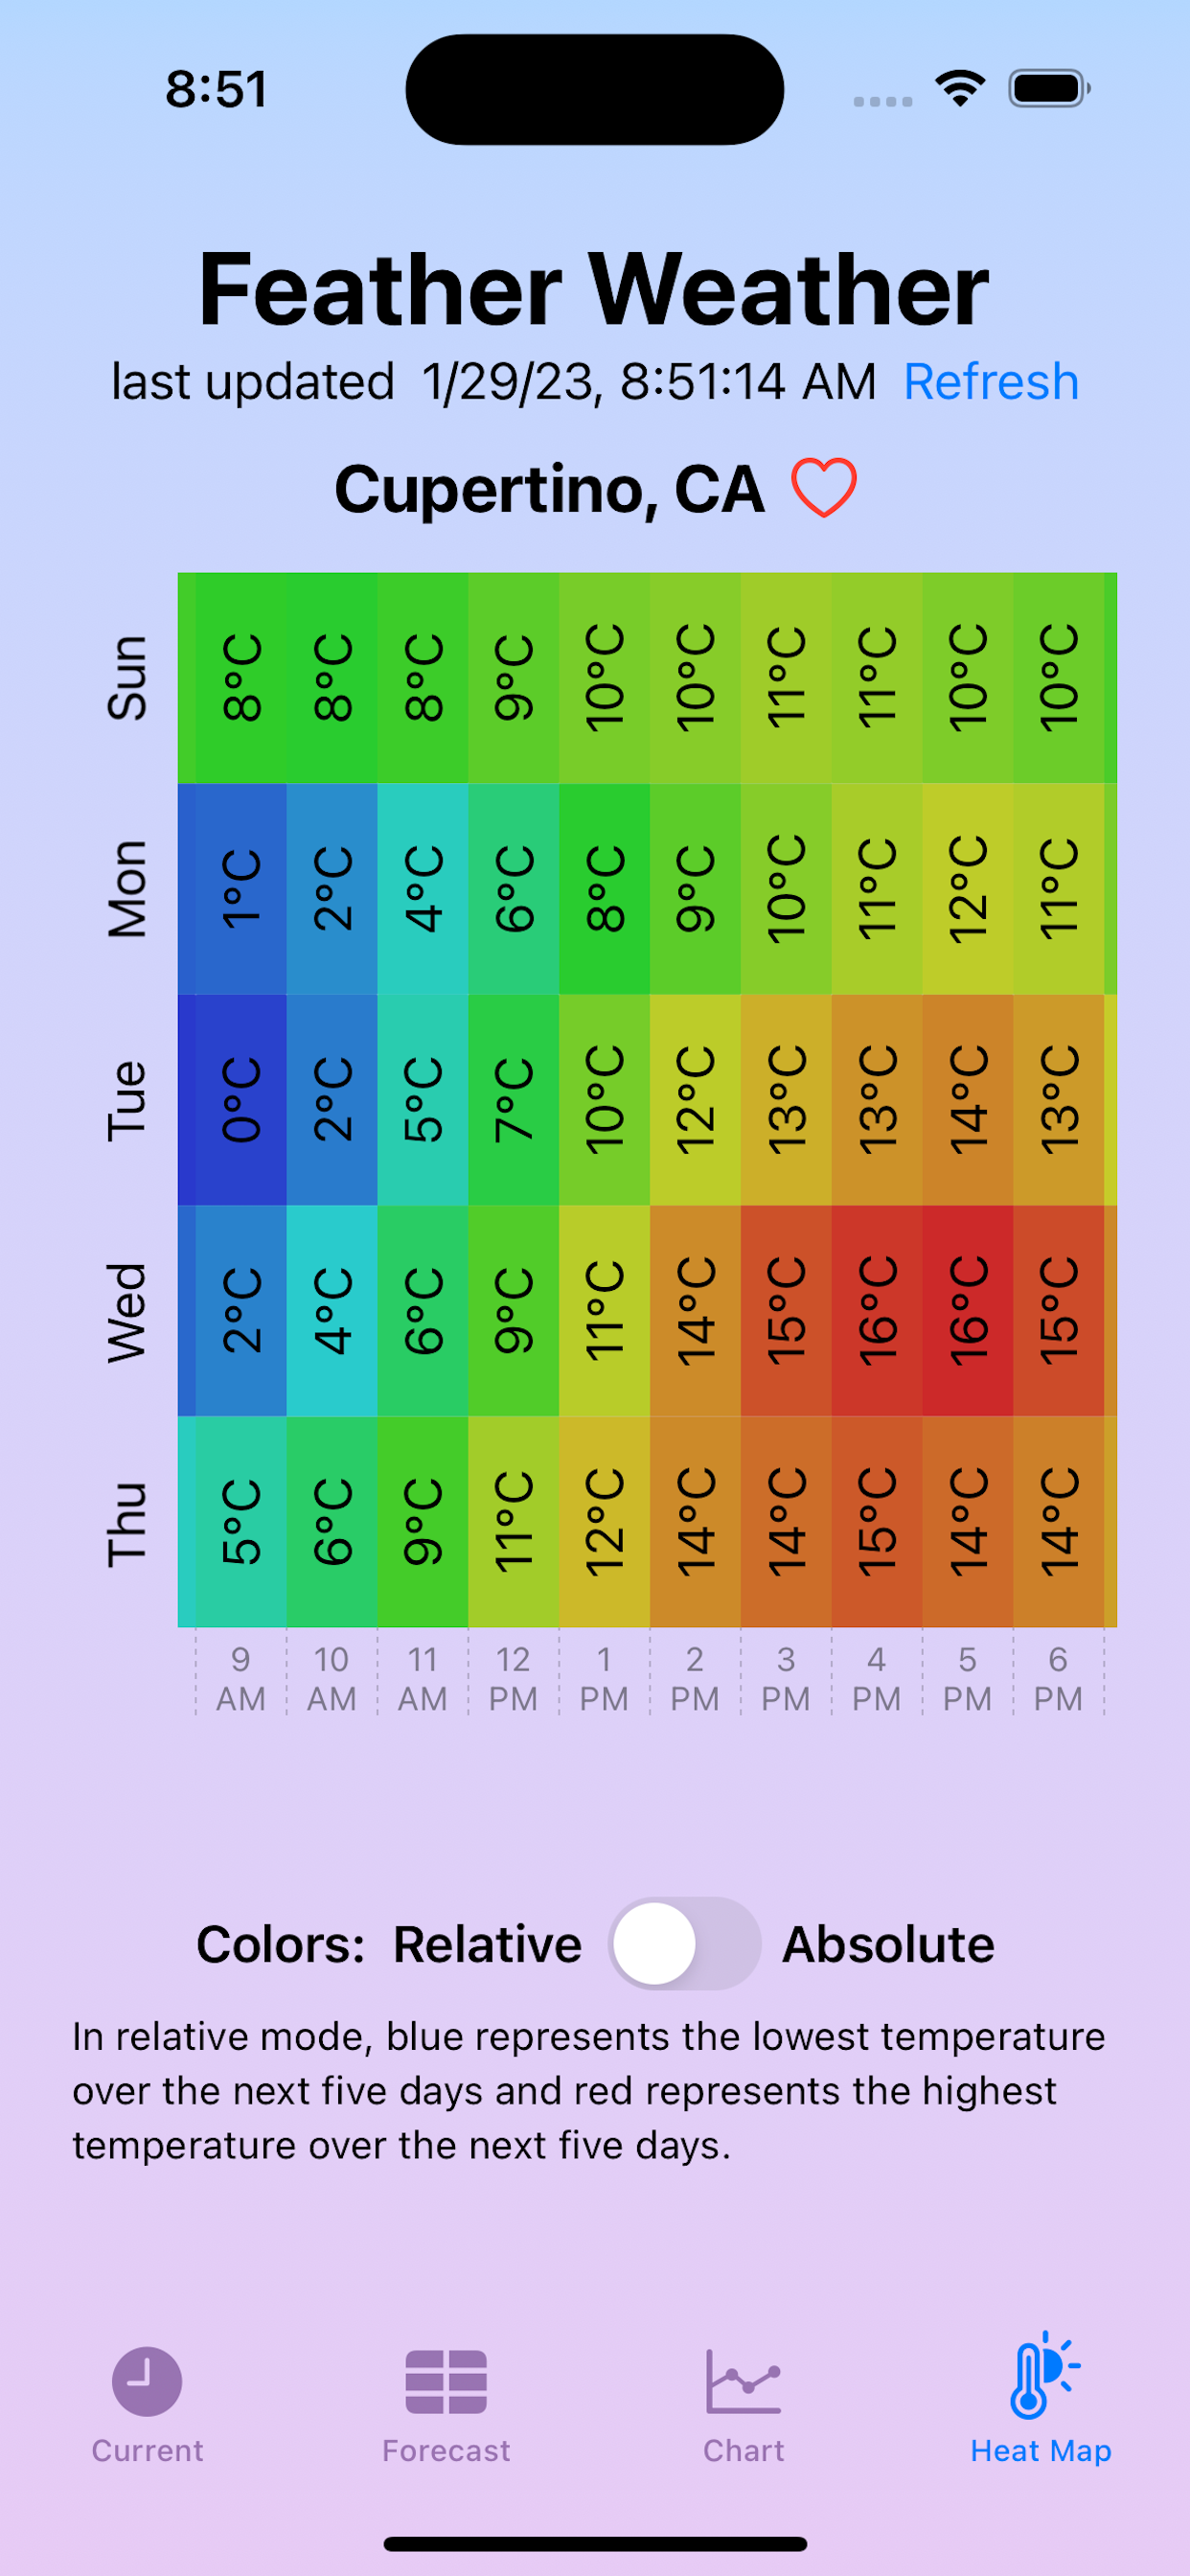 8:51
Feather Weather
last updated 1/29/23, 8:51:14 AM Refresh
Cupertino, CA
Sun 8°C 8°C 8°C 9°C 10°C 10°C 11°C 11°C 10°C 10°C
Mon 1°C 2°C 4°C 6°C 8°C 9°C 10°C 11°C 12°C 11°C
Tue 0°C 2°C 5°C 7°C 10°C 12°C 13°C 13°C 14°C 13°C
Wed 2°C 4°C 6°C 9°C 11°C 14°C 15°C 16°C 16°C 15°C
Thu 5°C 6°C 9°C 11°C 12°C 14°C 14°C 15°C 14°C 14°C
9 10 11 12 1 2 3 4 5 6
AM AM AM PM PM PM PM PM PM PM
Colors: Relative Absolute
In relative mode, blue represents the lowest temperature
over the next five days and red represents the highest
temperature over the next five days.
Current Forecast Chart Heat Map